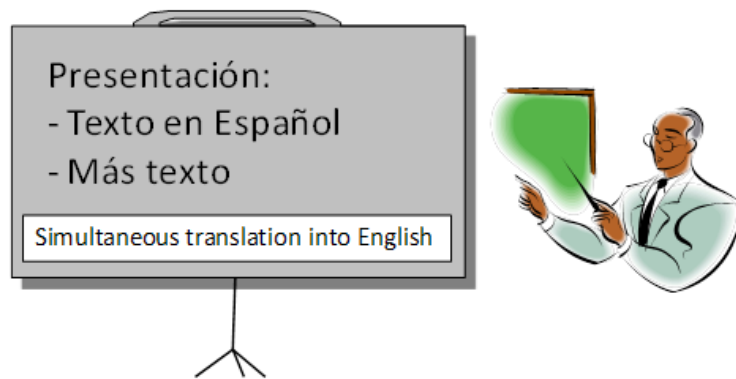 Presentación:
- Texto en Español
- Más texto
Simultaneous translation into English